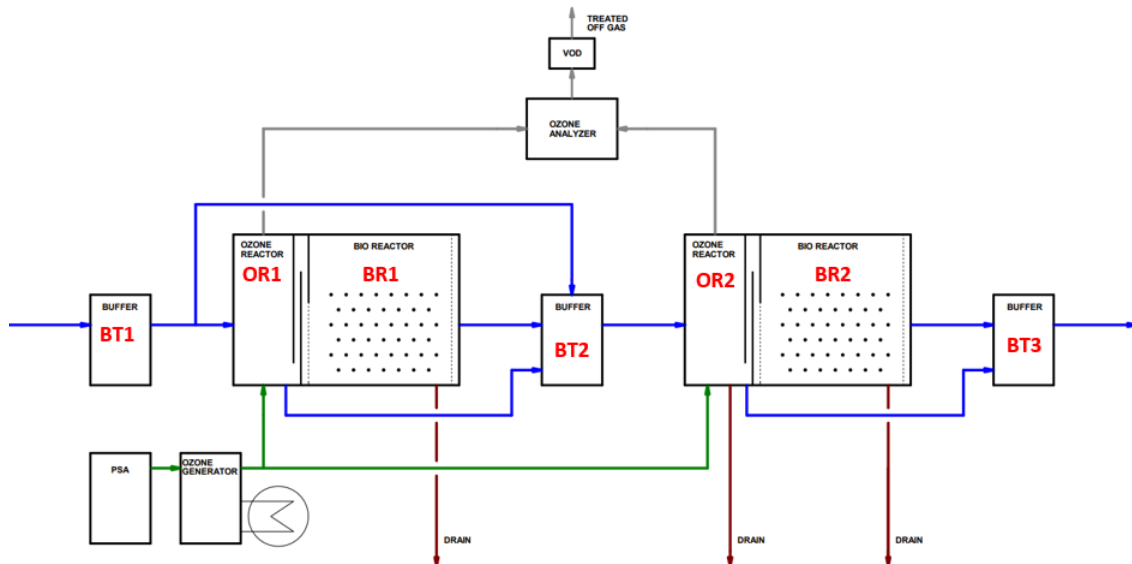 TREATED
OFF GAS
VOD
OZONE
ANALYZER
OZONE
REACTOR
OR1
BIO REACTOR
BR1
OZONE
REACTOR
OR2
BIO REACTOR
BR2
BUFFER
BT1
BUFFER
BT2
BUFFER
BT3
PSA
OZONE
GENERATOR
DRAIN
DRAIN
DRAIN